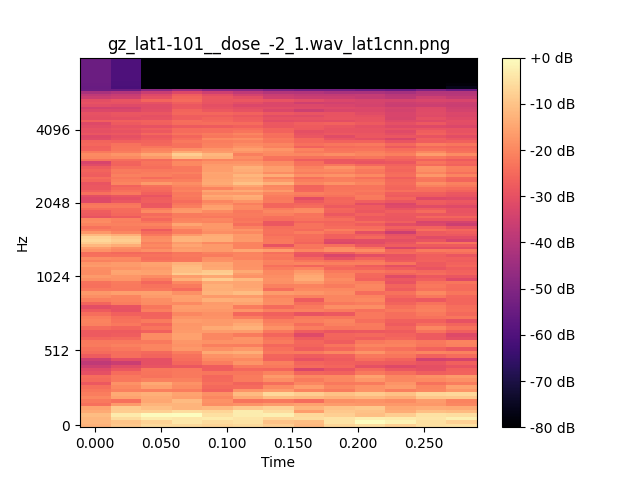 gz_lat1-101__dose_-2_1.wav_lat1cnn.png
+0 dB
-10 dB
-20 dB
-30 dB
-40 dB
-50 dB
-60 dB
-70 dB
-80 dB
4096
2048
1024
512
0
Hz
0.000 0.050 0.100 0.150 0.200 0.250
Time